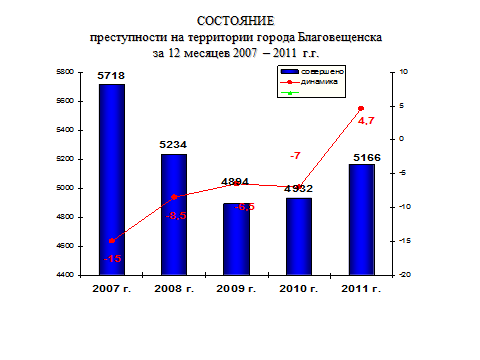 СОСТОЯНИЕ
преступности на территории города Благовещенска
за 12 месяцев 2007 – 2011 г.г.
совершено
динамика
5800
5600
5400
5200
5000
4800
4600
4400
10
5
0
-5
-10
-15
-20
5718
5234
4894
4932
5166
-15
-8,5
-6,5
-7
4,7
2007 г.
2008 г.
2009 г.
2010 г.
2011 г.